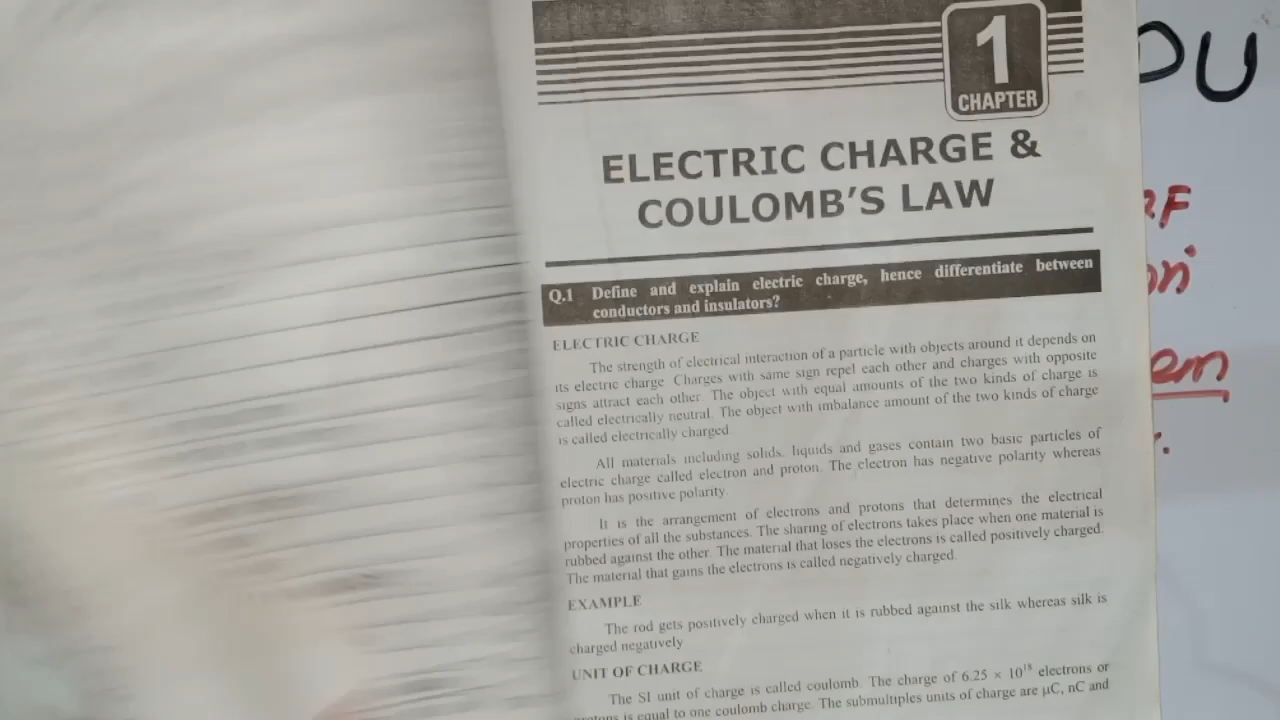 1
CHAPTER
ELECTRIC CHARGE &
COULOMB'S LAW
Q.1 Define and explain electric charge, hence differentiate between
conductors and insulators?
ELECTRIC CHARGE
The strength of electrical interaction of a particle with objects around it depends on
its electric charge. Charges with same sign repel each other and charges with opposite
signs attract each other. The object with equal amounts of the two kinds of charge is
called electrically neutral. The object with imbalance amount of the two kinds of charge
is called electrically charged.
All materials including solids, liquids and gases contain two basic particles of
electric charge called electron and proton. The electron has negative polarity whereas
proton has positive polarity.
It is the arrangement of electrons and protons that determines the electrical
properties of all the substances. The sharing of electrons takes place when one material is
rubbed against the other. The material that loses the electrons is called positively charged.
The material that gains the electrons is called negatively charged.
EXAMPLE
The rod gets positively charged when it is rubbed against the silk whereas silk is
charged negatively
UNIT OF CHARGE
The SI unit of charge is called coulomb. The charge of 6.25 × 10¹⁸ electrons or
is equal to one coulomb charge. The submultiples units of charge are µC, nC and
OU
em